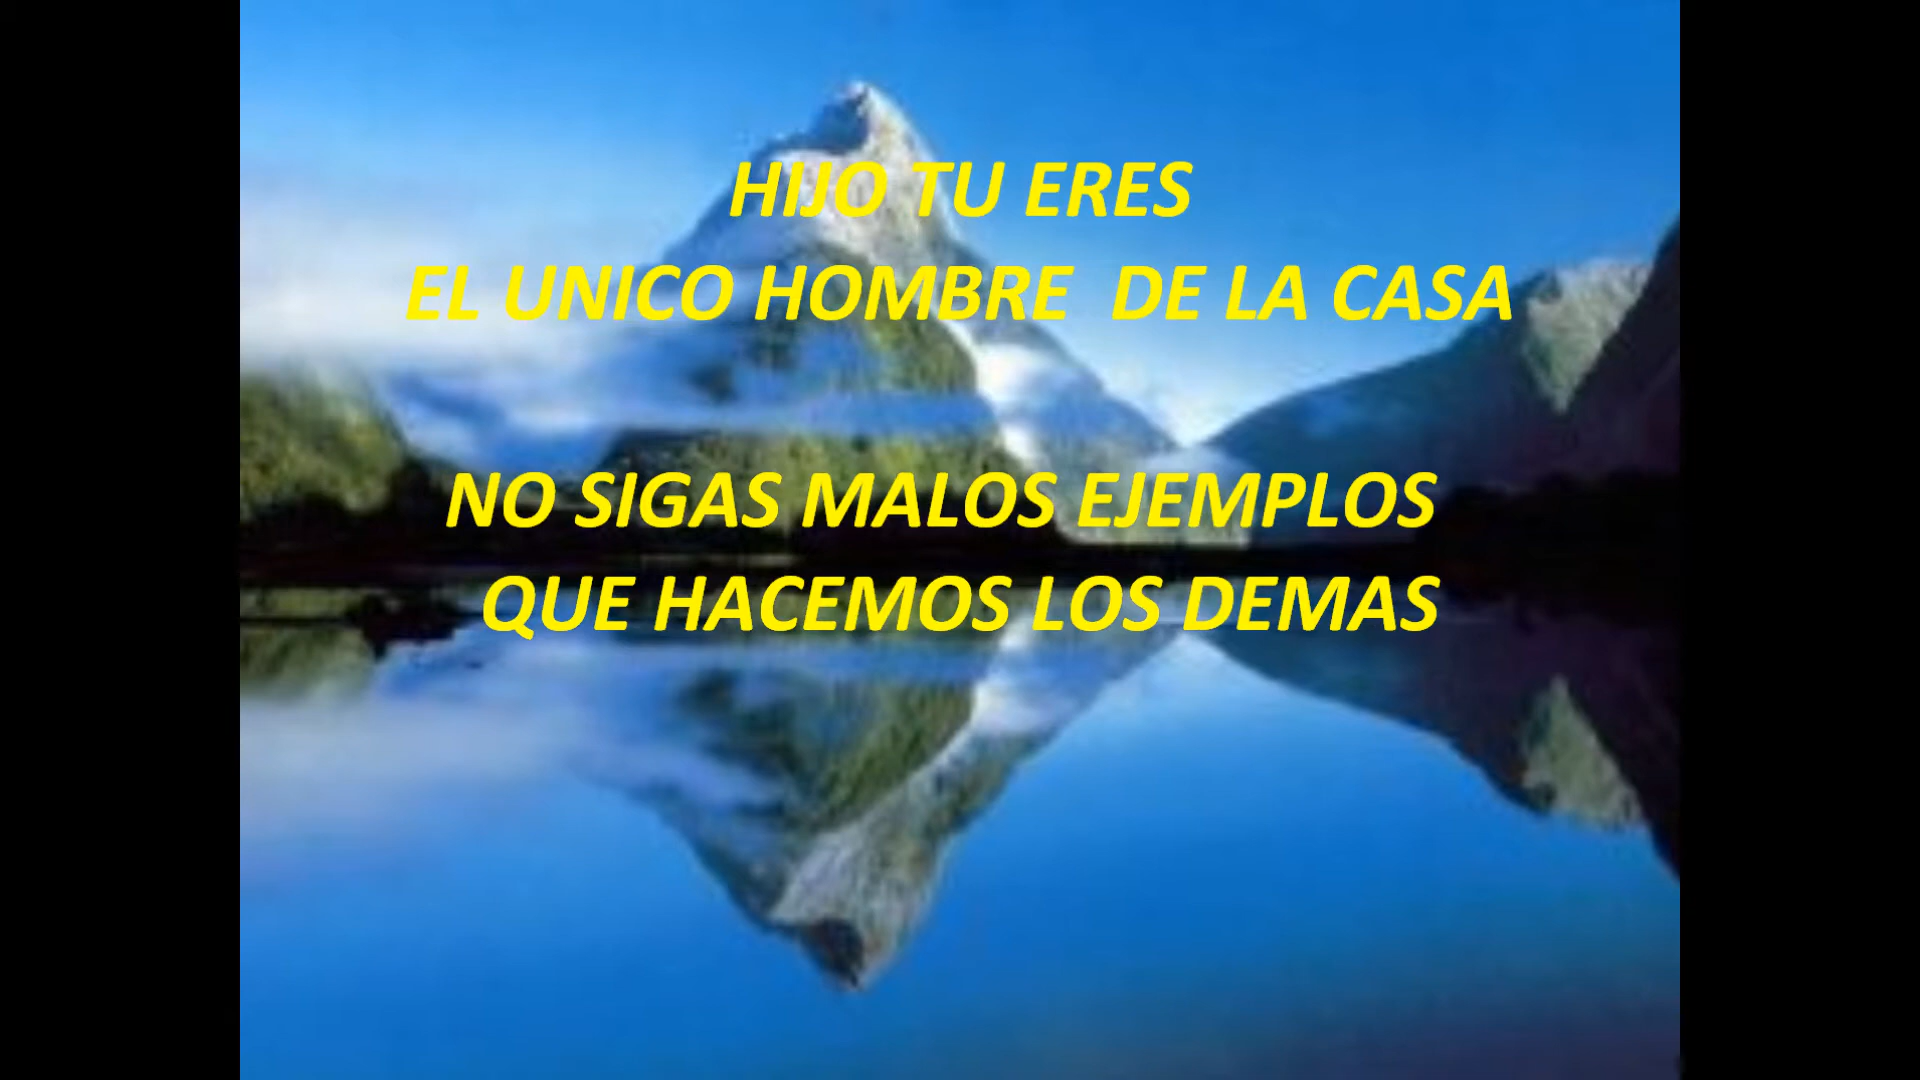 HIJO TU ERES
EL UNICO HOMBRE DE LA CASA
NO SIGAS MALOS EJEMPLOS
QUE HACEMOS LOS DEMAS